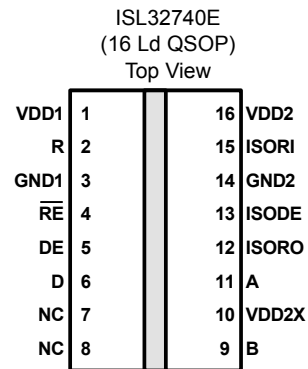 ISL32740E
(16 Ld QSOP)
Top View
VDD1 1 16 VDD2
R 2 15 ISORI
GND1 3 14 GND2
R̅E̅ 4 13 ISODE
DE 5 12 ISORO
D 6 11 A
NC 7 10 VDD2X
NC 8 9 B